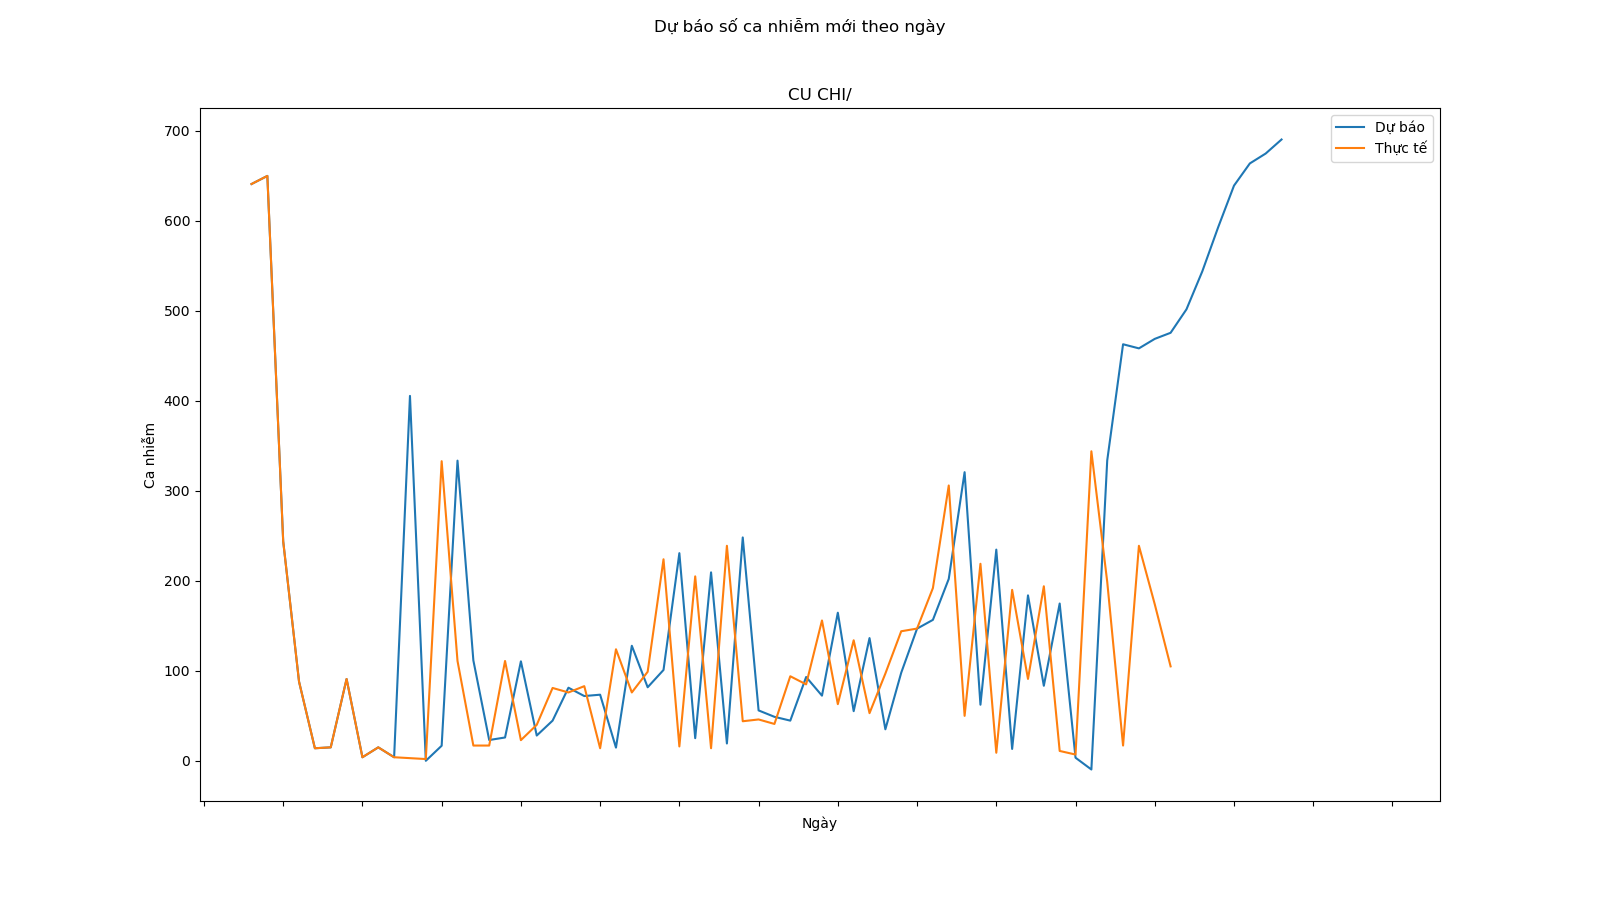 Dự báo số ca nhiễm mới theo ngày
CU CHI/
Dự báo
Thực tế
700
600
500
400
300
200
100
0
Ca nhiễm
Ngày